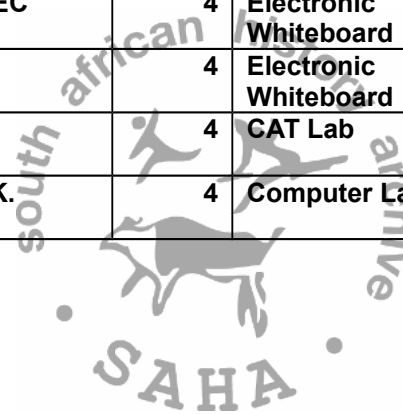 EC 4 Electronic
Whiteboard
4 Electronic
Whiteboard
4 CAT Lab
K. 4 Computer La
south african history archive
SAHA